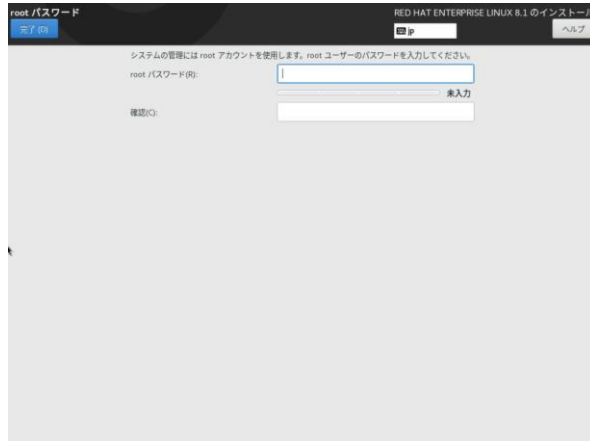 root パスワード
RED HAT ENTERPRISE LINUX 8.1 のインストール
完了(D)
jp
ヘルプ
システムの管理には root アカウントを使用します。root ユーザーのパスワードを入力してください。
root パスワード(R):
未入力
確認(C):